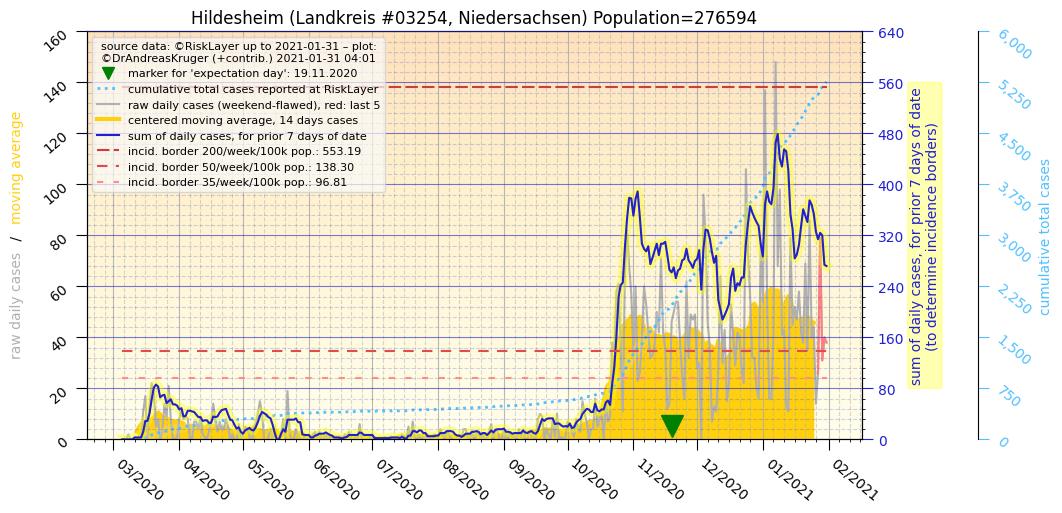 Hildesheim (Landkreis #03254, Niedersachsen) Population=276594
source data: ©RiskLayer up to 2021-01-31 – plot:
©DrAndreasKruger (+contrib.) 2021-01-31 04:01
marker for 'expectation day': 19.11.2020
cumulative total cases reported at RiskLayer
raw daily cases (weekend-flawed), red: last 5
centered moving average, 14 days cases
sum of daily cases, for prior 7 days of date
incid. border 200/week/100k pop.: 553.19
incid. border 50/week/100k pop.: 138.30
incid. border 35/week/100k pop.: 96.81
raw daily cases / moving average
160
140
120
100
80
60
40
20
0
640
560
480
400
320
240
160
80
0
sum of daily cases, for prior 7 days of date
(to determine incidence borders)
6,000
5,250
4,500
3,750
3,000
2,250
1,500
750
0
cumulative total cases
03/2020
04/2020
05/2020
06/2020
07/2020
08/2020
09/2020
10/2020
11/2020
12/2020
01/2021
02/2021